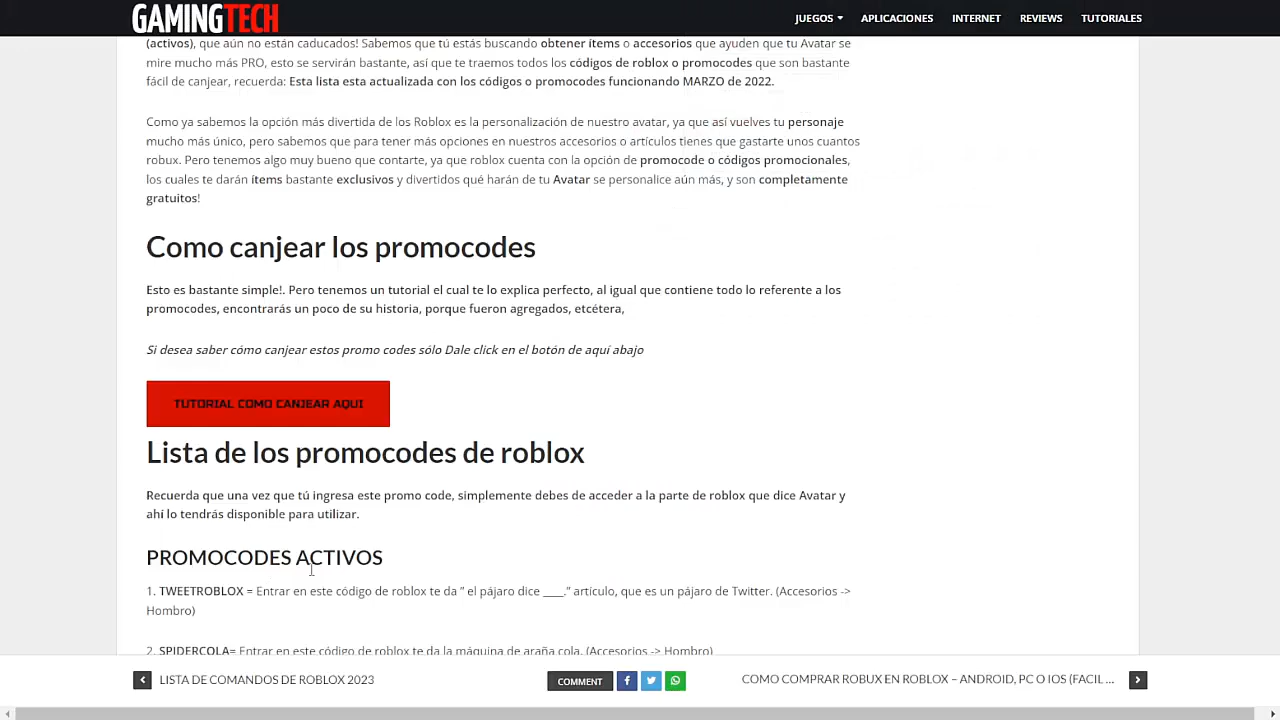 GAMINGTECH
JUEGOS APLICACIONES INTERNET REVIEWS TUTORIALES
(activos), que aún no están caducados! Sabemos que tú estás buscando obtener ítems o accesorios que ayuden que tu Avatar se
mire mucho más PRO, esto se servirán bastante, así que te traemos todos los códigos de roblox o promocodes que son bastante
fácil de canjear, recuerda: Esta lista esta actualizada con los códigos o promocodes funcionando MARZO de 2022.
Como ya sabemos la opción más divertida de los Roblox es la personalización de nuestro avatar, ya que así vuelves tu personaje
mucho más único, pero sabemos que para tener más opciones en nuestros accesorios o artículos tienes que gastarte unos cuantos
robux. Pero tenemos algo muy bueno que contarte, ya que roblox cuenta con la opción de promocode o códigos promocionales,
los cuales te darán ítems bastante exclusivos y divertidos qué harán de tu Avatar se personalice aún más, y son completamente
gratuitos!
Como canjear los promocodes
Esto es bastante simple!. Pero tenemos un tutorial el cual te lo explica perfecto, al igual que contiene todo lo referente a los
promocodes, encontrarás un poco de su historia, porque fueron agregados, etcétera,
Si desea saber cómo canjear estos promo codes sólo Dale click en el botón de aquí abajo
TUTORIAL COMO CANJEAR AQUI
Lista de los promocodes de roblox
Recuerda que una vez que tú ingresa este promo code, simplemente debes de acceder a la parte de roblox que dice Avatar y
ahí lo tendrás disponible para utilizar.
PROMOCODES ACTIVOS
1. TWEETROBLOX = Entrar en este código de roblox te da " el pájaro dice ____." artículo, que es un pájaro de Twitter. (Accesorios ->
Hombro)
2. SPIDERCOLA= Entrar en este código de roblox te da la máquina de araña cola. (Accesorios -> Hombro)
LISTA DE COMANDOS DE ROBLOX 2023
COMMENT
COMO COMPRAR ROBUX EN ROBLOX – ANDROID, PC O IOS (FACIL ...